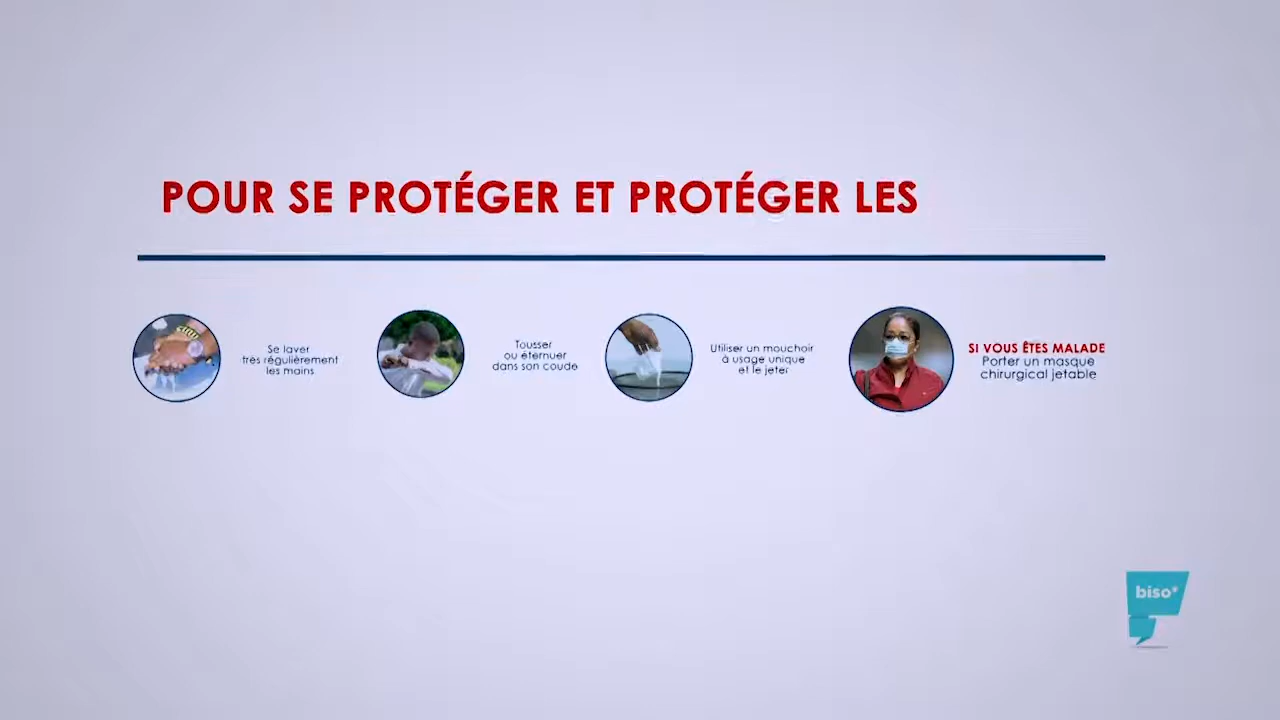 POUR SE PROTÉGER ET PROTÉGER LES
Se laver
très régulièrement
les mains
Tousser
ou éternuer
dans son coude
Utiliser un mouchoir
à usage unique
et le jeter
SI VOUS ÊTES MALADE
Porter un masque
chirurgical jetable
biso*